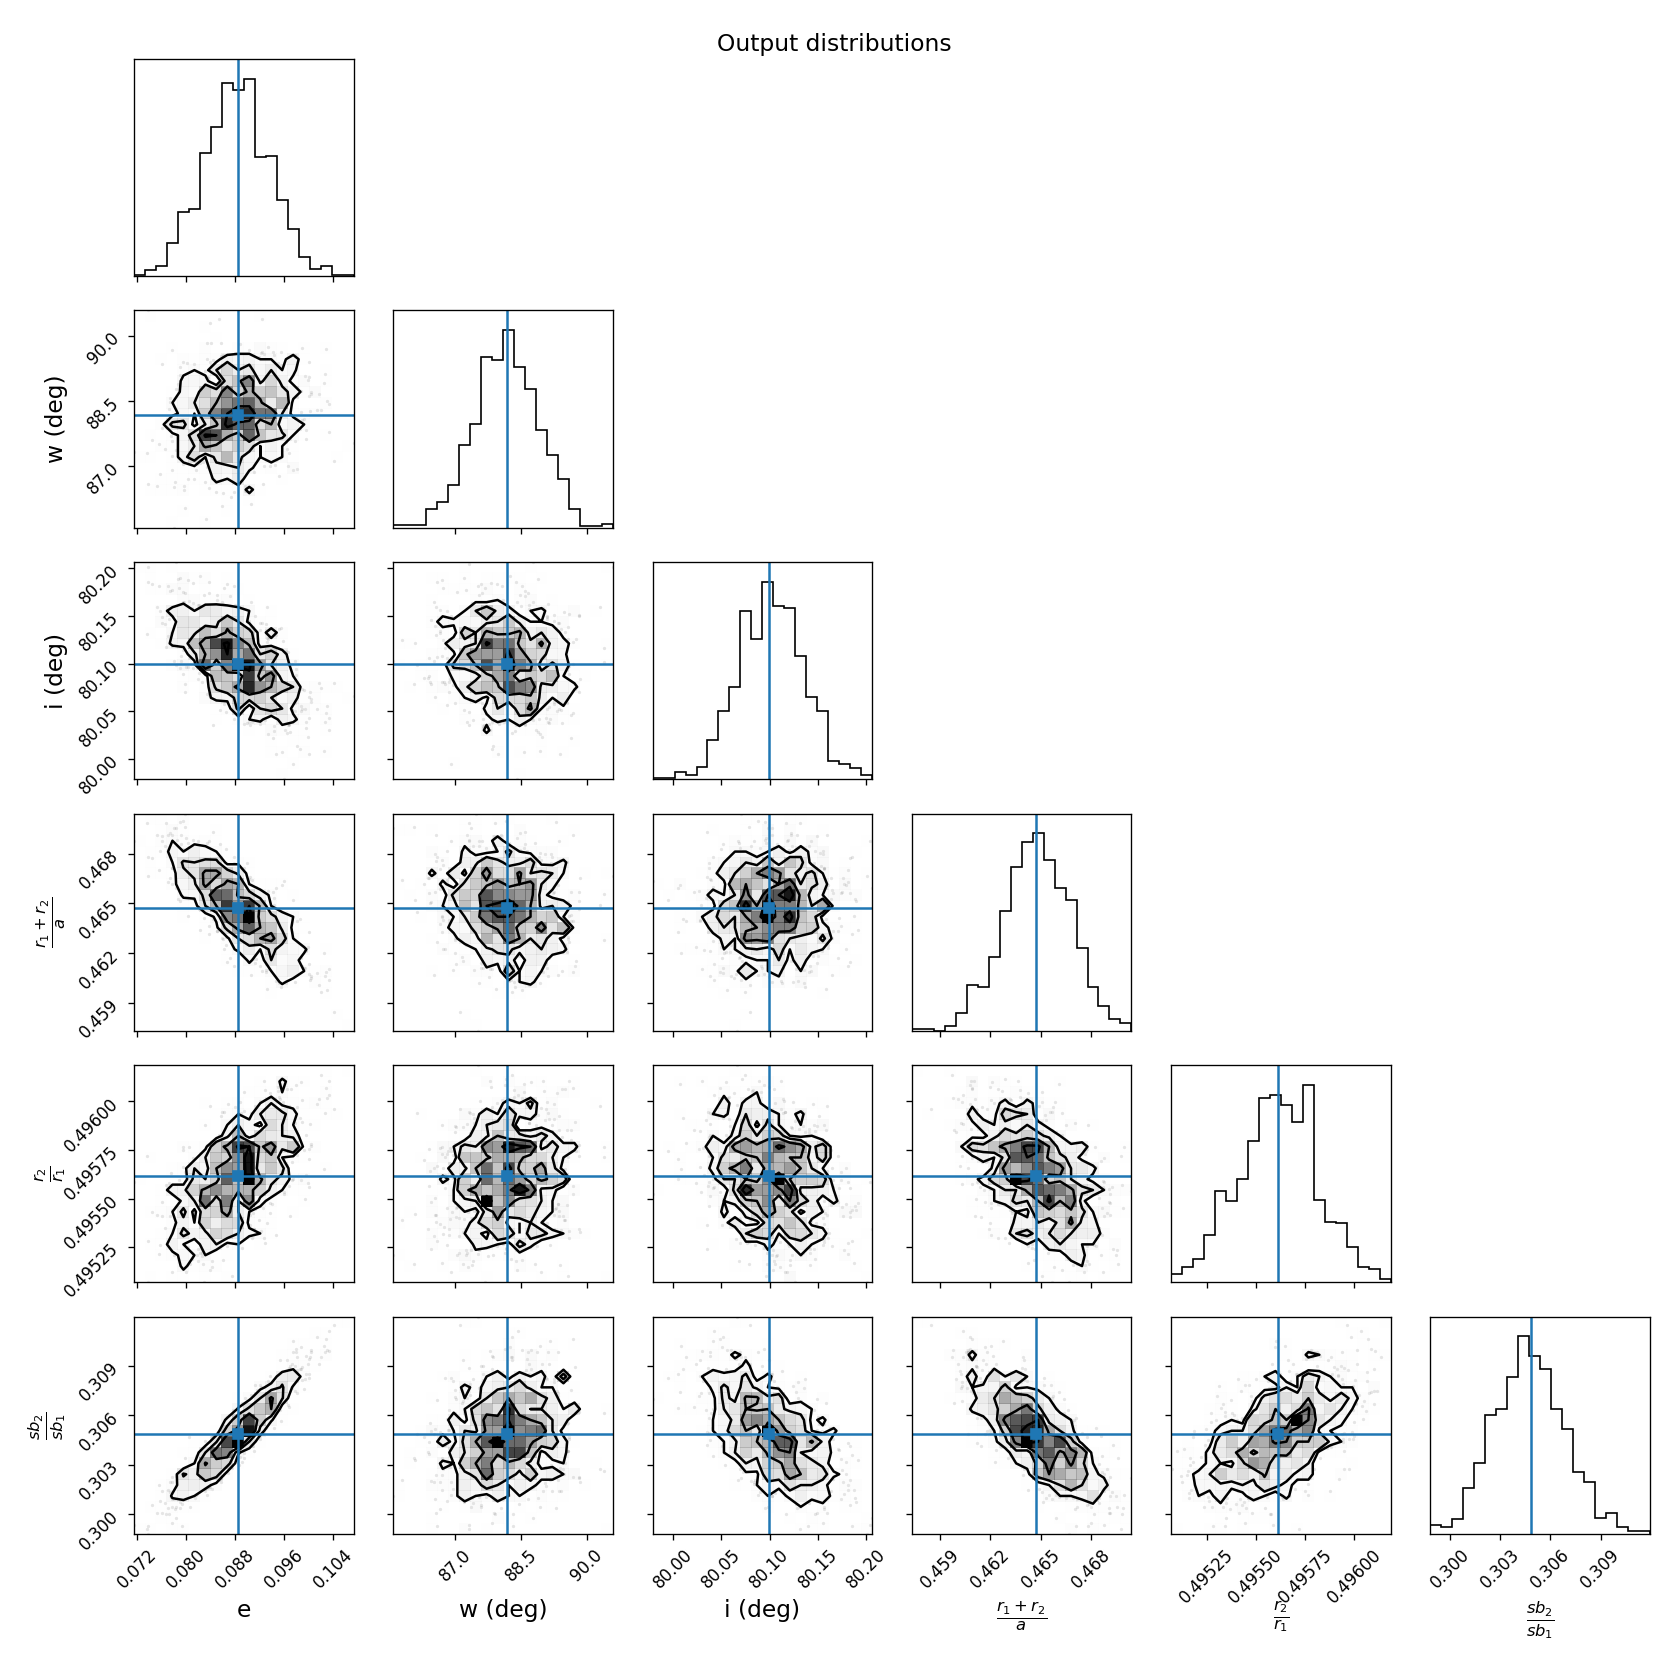 Output distributions
w (deg)
90.0
88.5
87.0
i (deg)
80.20
80.15
80.10
80.05
80.00
r1 + r2
a
0.468
0.465
0.462
0.459
r2
r1
0.49600
0.49575
0.49550
0.49525
sb2
sb1
0.309
0.306
0.303
0.300
0.072 0.080 0.088 0.096 0.104 87.0 88.5 90.0 80.00 80.05 80.10 80.15 80.20 0.459 0.462 0.465 0.468 0.49525 0.49550 0.49575 0.49600 0.300 0.303 0.306 0.309
e
w (deg)
i (deg)
r1 + r2
a
r2
r1
sb2
sb1